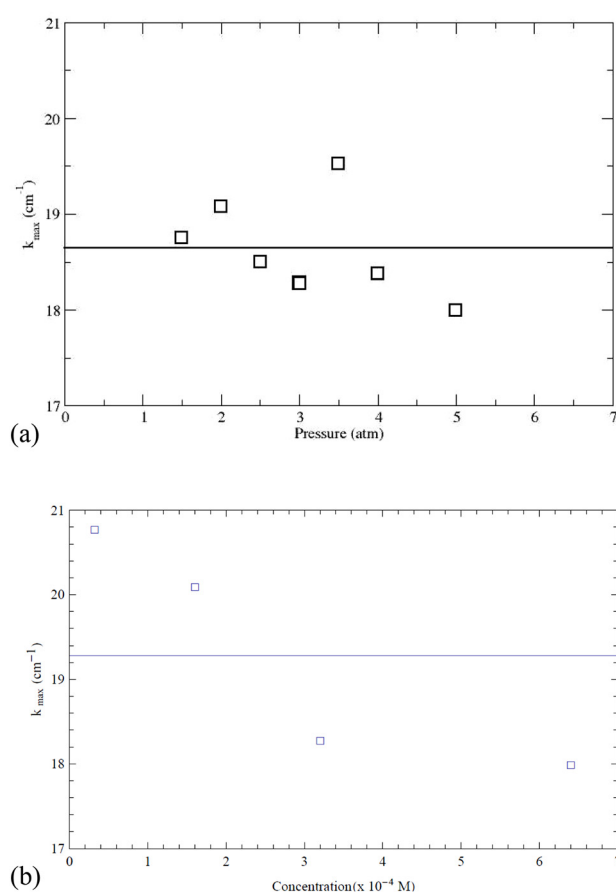 21
20
19
18
17
k max (cm-1)
0 1 2 3 4 5 6 7
Pressure (atm)
(a)
21
20
19
18
17
k max (cm−1)
0 1 2 3 4 5 6 7
Concentration(x 10−4 M)
(b)